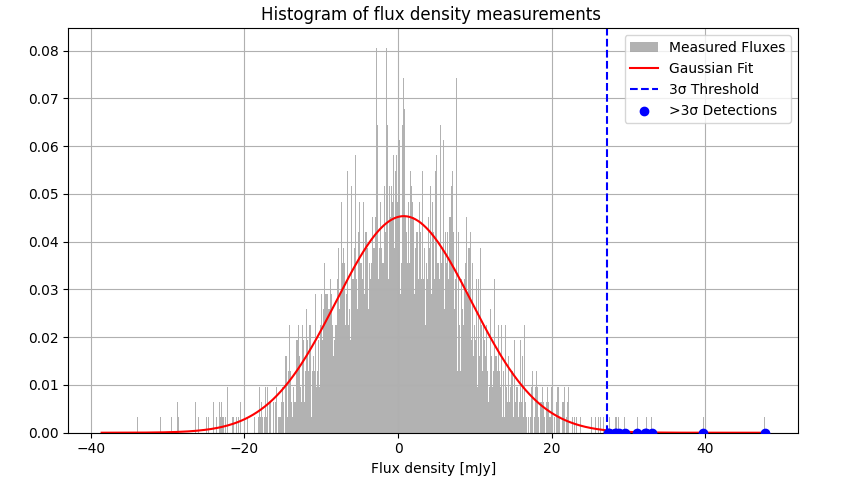 Histogram of flux density measurements
0.08
0.07
0.06
0.05
0.04
0.03
0.02
0.01
0.00
Measured Fluxes
Gaussian Fit
3σ Threshold
>3σ Detections
−40
−20
0
20
40
Flux density [mJy]